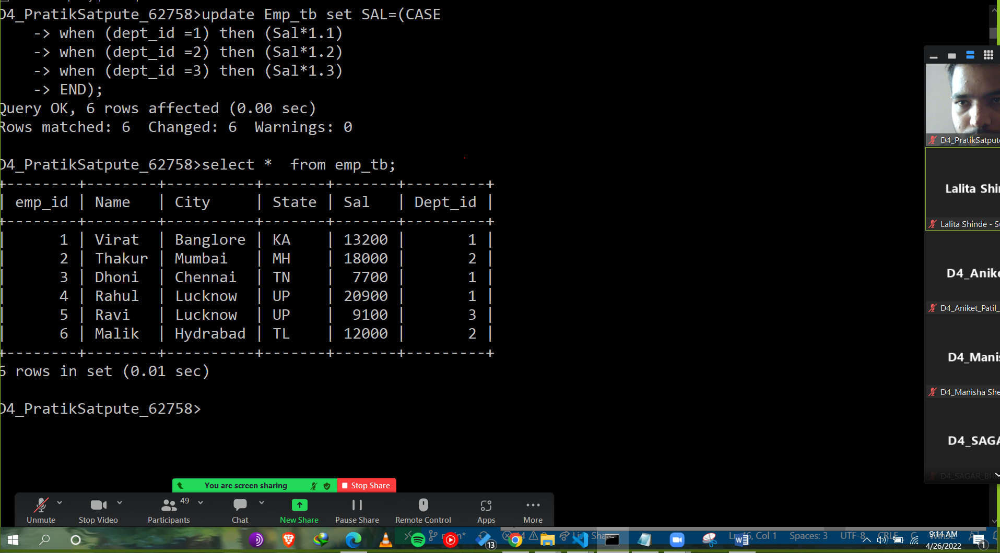 D4_PratikSatpute_62758>update Emp_tb set SAL=(CASE
    -> when (dept_id =1) then (Sal*1.1)
    -> when (dept_id =2) then (Sal*1.2)
    -> when (dept_id =3) then (Sal*1.3)
    -> END);
Query OK, 6 rows affected (0.00 sec)
Rows matched: 6  Changed: 6  Warnings: 0
D4_PratikSatpute_62758>select *  from emp_tb;
+--------+--------+----------+-------+-------+---------+
| emp_id | Name   | City     | State | Sal   | Dept_id |
+--------+--------+----------+-------+-------+---------+
|      1 | Virat  | Banglore | KA    | 13200 |       1 |
|      2 | Thakur | Mumbai   | MH    | 18000 |       2 |
|      3 | Dhoni  | Chennai  | TN    |  7700 |       1 |
|      4 | Rahul  | Lucknow  | UP    | 20900 |       1 |
|      5 | Ravi   | Lucknow  | UP    |  9100 |       3 |
|      6 | Malik  | Hydrabad | TL    | 12000 |       2 |
+--------+--------+----------+-------+-------+---------+
6 rows in set (0.01 sec)
D4_PratikSatpute_62758>
D4_PratikSatput
Lalita Shi
Lalita Shinde - S
D4_Anike
D4_Aniket_Patil_
D4_Manis
D4_Manisha She
D4_SAGA
D4_SAGAR_BH
You are screen sharing
Stop Share
49
Unmute
Stop Video
Participants
Chat
New Share
Pause Share
Remote Control
Apps
More
13
Col 1
Spaces: 3
UTF-8
CRLF
9:14 AM
4/26/2022
1